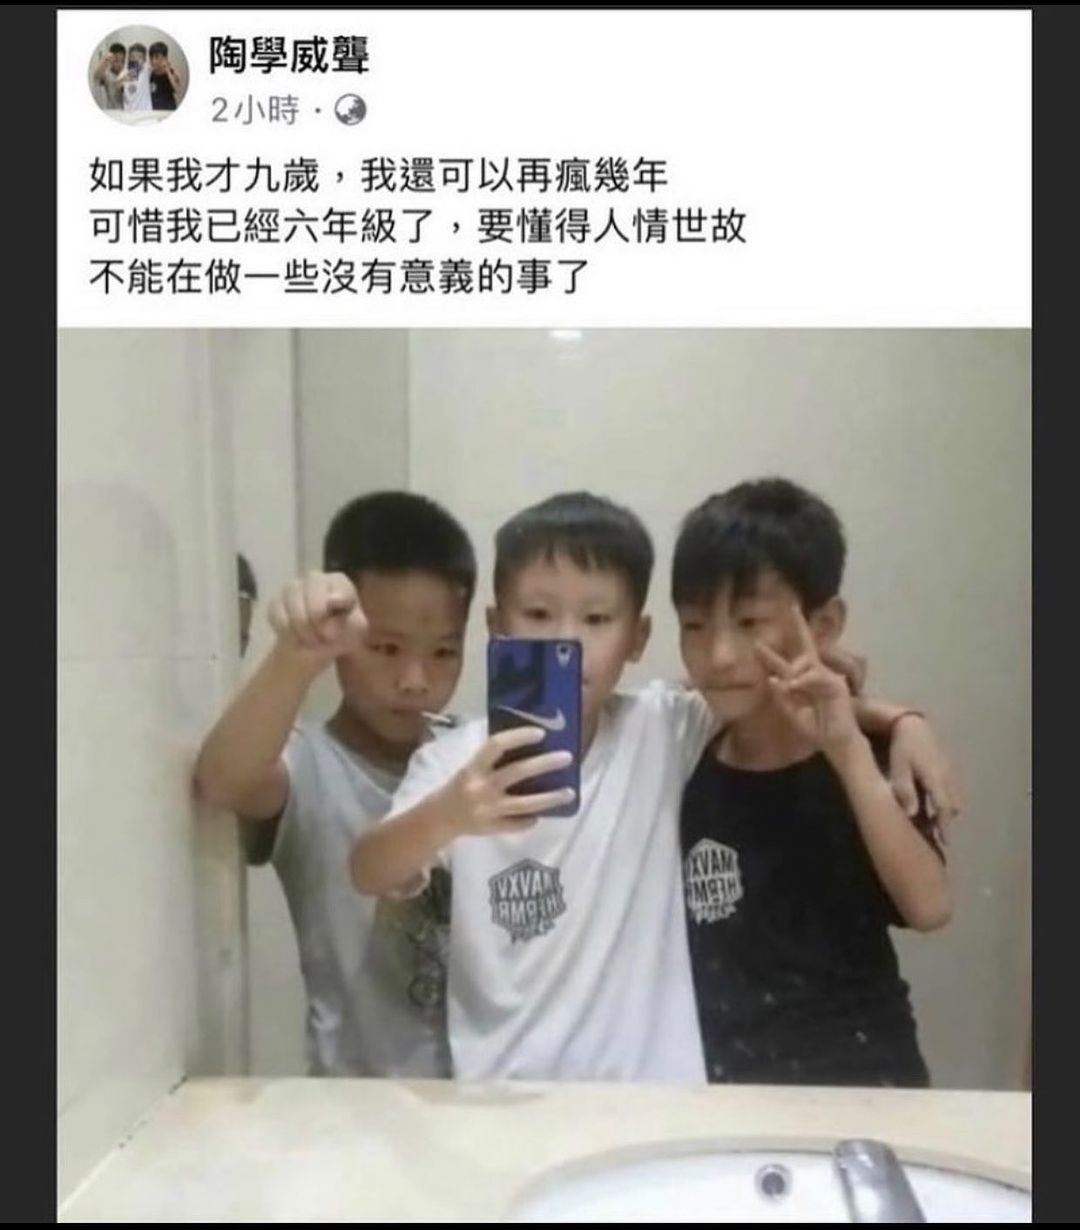 陶學威聾
2小時
如果我才九歲，我還可以再瘋幾年
可惜我已經六年級了，要懂得人情世故
不能在做一些沒有意義的事了